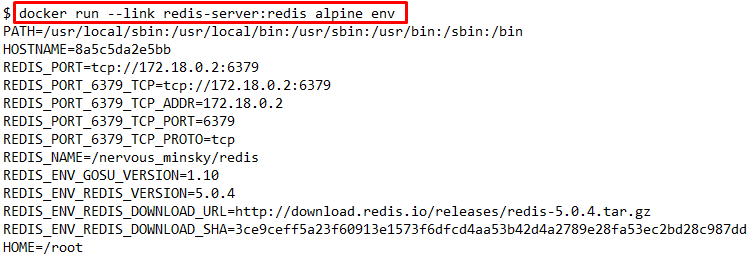 $ docker run --link redis-server:redis alpine env
PATH=/usr/local/sbin:/usr/local/bin:/usr/sbin:/usr/bin:/sbin:/bin
HOSTNAME=8a5c5da2e5bb
REDIS_PORT=tcp://172.18.0.2:6379
REDIS_PORT_6379_TCP=tcp://172.18.0.2:6379
REDIS_PORT_6379_TCP_ADDR=172.18.0.2
REDIS_PORT_6379_TCP_PORT=6379
REDIS_PORT_6379_TCP_PROTO=tcp
REDIS_NAME=/nervous_minsky/redis
REDIS_ENV_GOSU_VERSION=1.10
REDIS_ENV_REDIS_VERSION=5.0.4
REDIS_ENV_REDIS_DOWNLOAD_URL=http://download.redis.io/releases/redis-5.0.4.tar.gz
REDIS_ENV_REDIS_DOWNLOAD_SHA=3ce9ceff5a23f60913e1573f6dfcd4aa53b42d4a2789e28fa53ec2bd28c987dd
HOME=/root